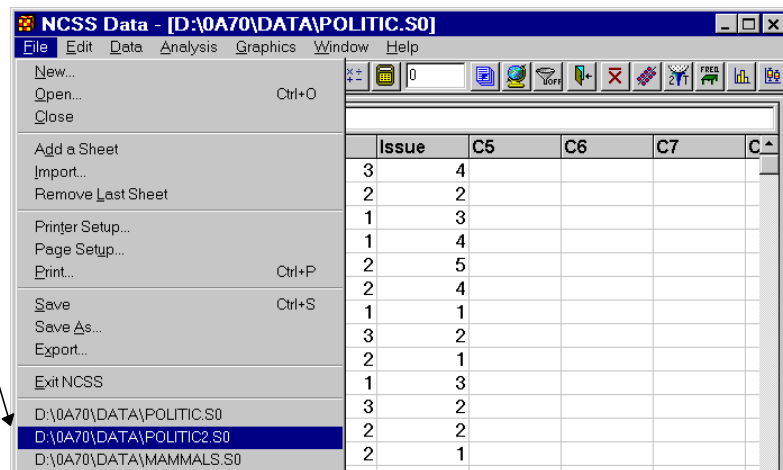 NCSS Data - [D:\0A70\DATA\POLITIC.S0]
File Edit Data Analysis Graphics Window Help
New...
Open... Ctrl+O
Close
Add a Sheet
Import...
Remove Last Sheet
Printer Setup...
Page Setup...
Print... Ctrl+P
Save Ctrl+S
Save As...
Export...
Exit NCSS
D:\0A70\DATA\POLITIC.S0
D:\0A70\DATA\POLITIC2.S0
D:\0A70\DATA\MAMMALS.S0
0 OFF FREQ
Issue C5 C6 C7 C
3 4
2 2
1 3
1 4
2 5
2 4
1 1
3 2
2 1
1 3
3 2
2 2
2 1